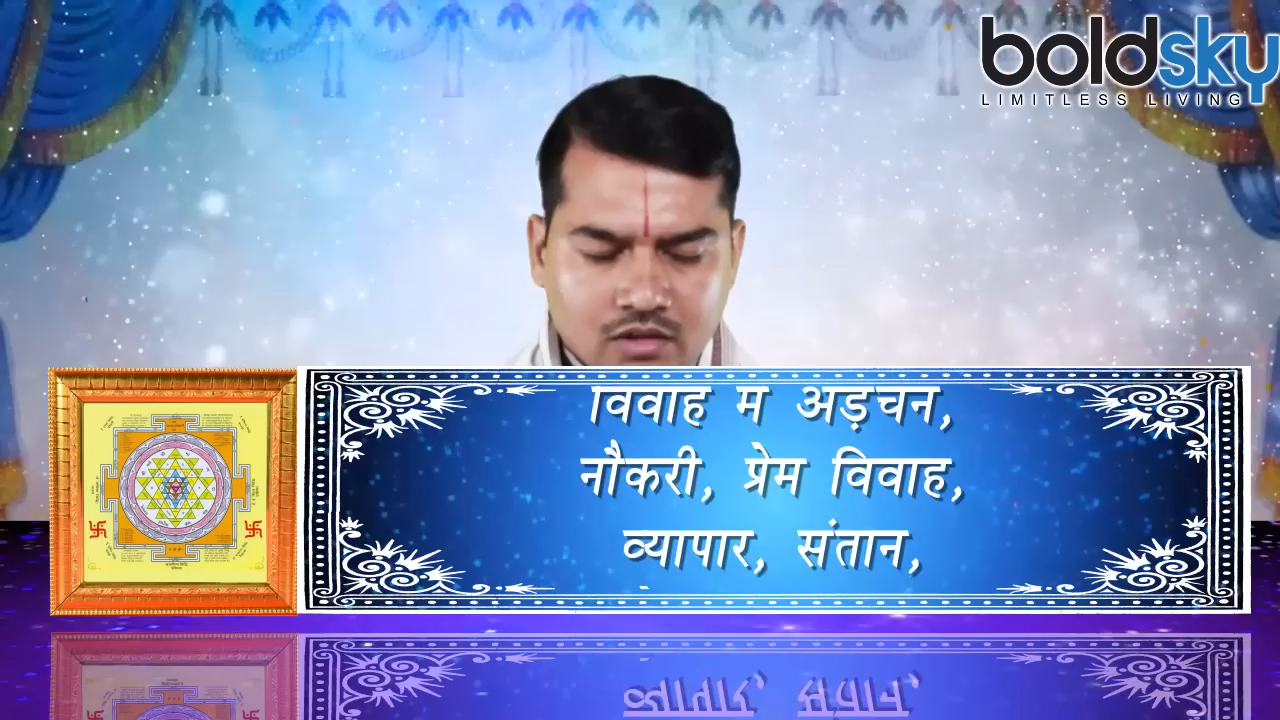 boldsky
LIMITLESS LIVING
विवाह म अड़चन,
नौकरी, प्रेम विवाह,
व्यापार, संतान,